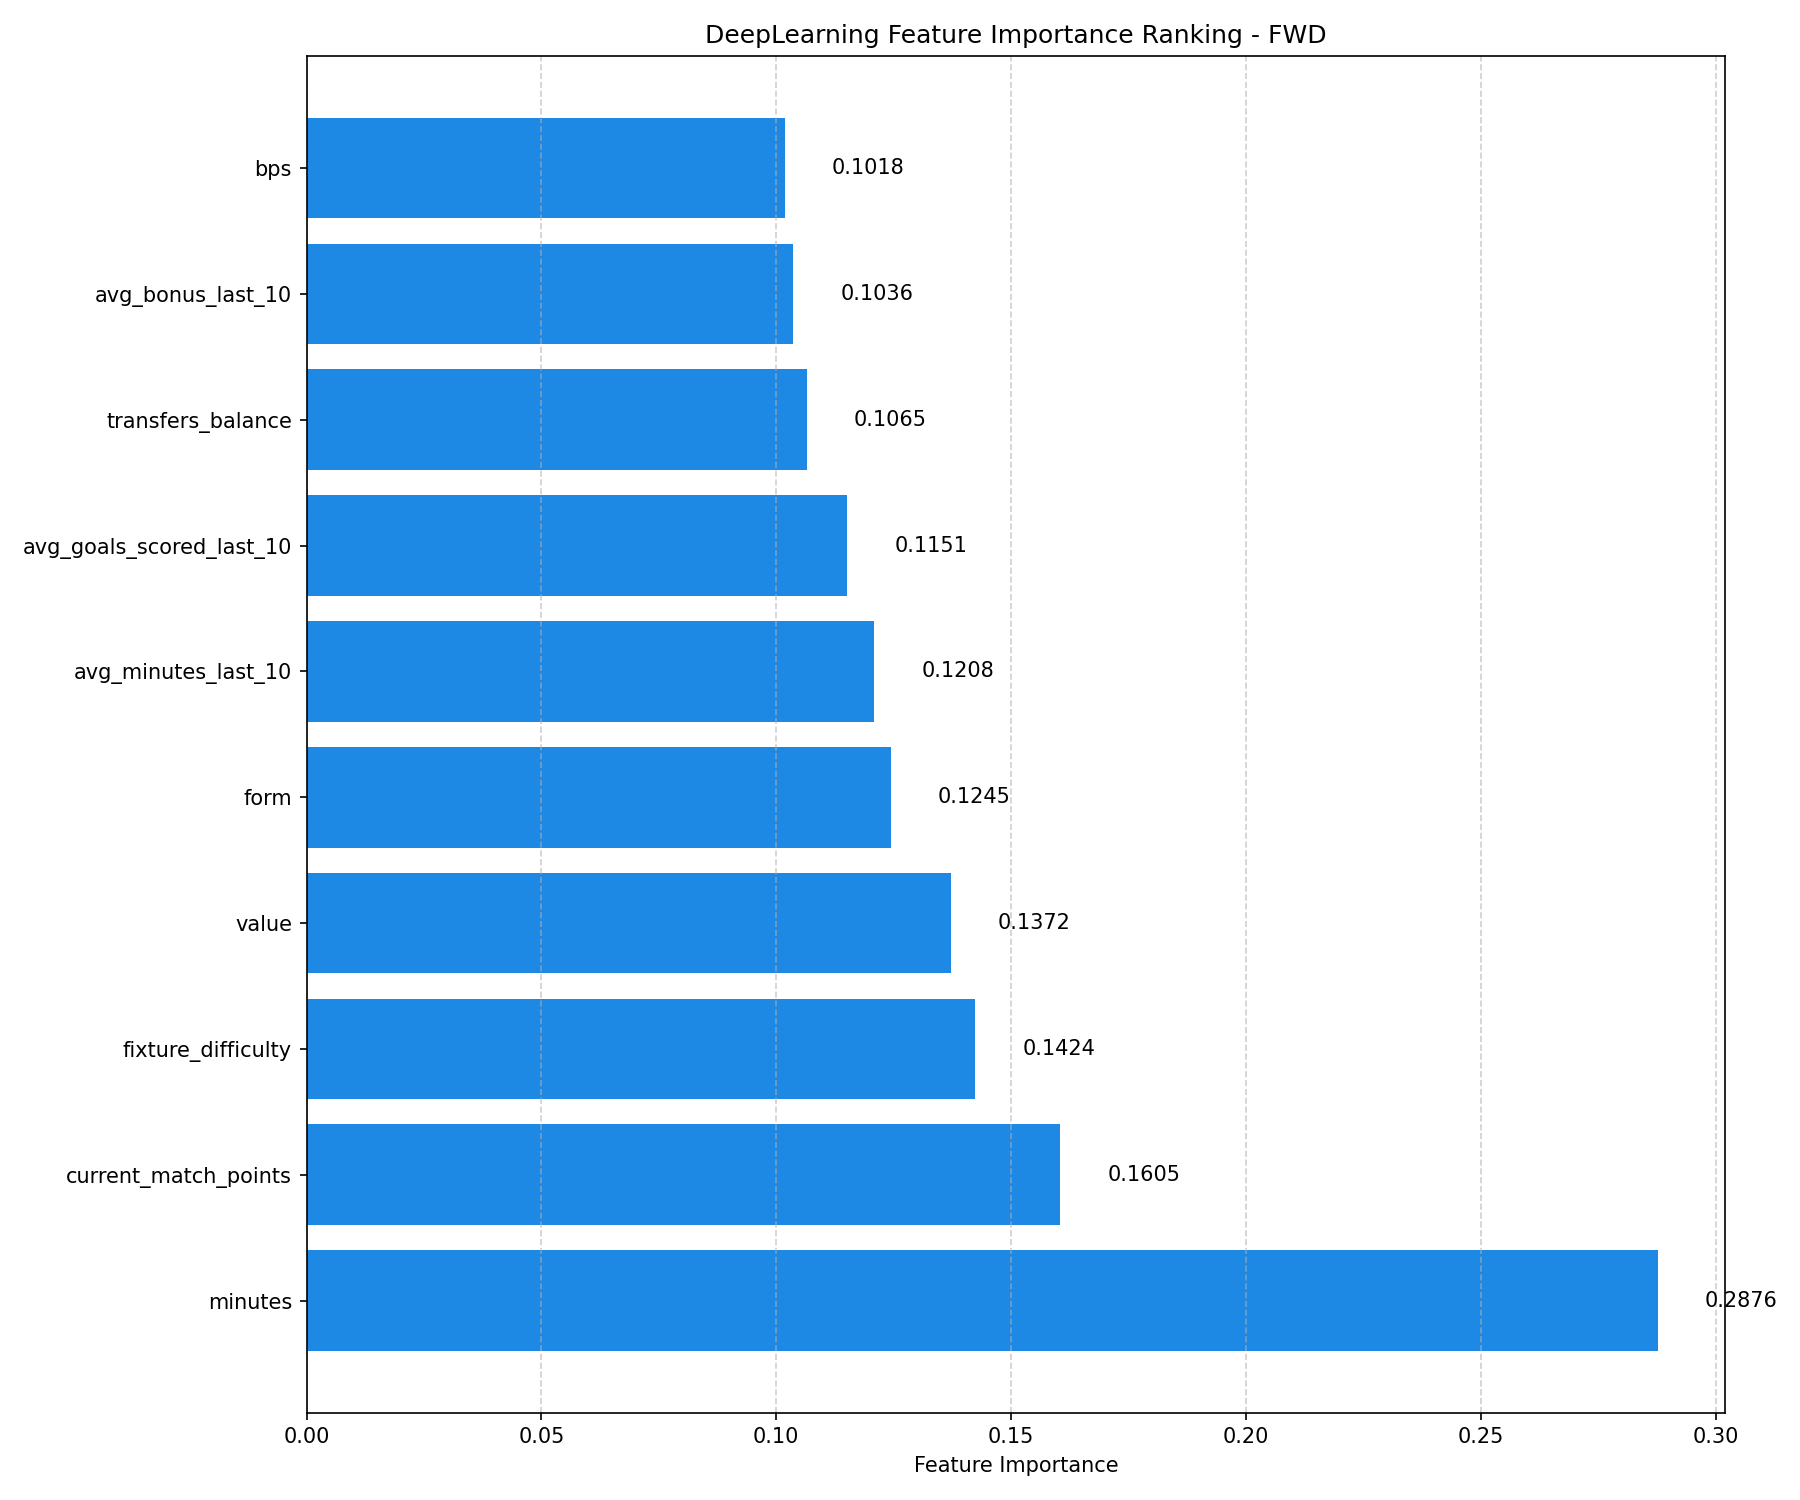 DeepLearning Feature Importance Ranking - FWD
bps 0.1018
avg_bonus_last_10 0.1036
transfers_balance 0.1065
avg_goals_scored_last_10 0.1151
avg_minutes_last_10 0.1208
form 0.1245
value 0.1372
fixture_difficulty 0.1424
current_match_points 0.1605
minutes 0.2876
0.00 0.05 0.10 0.15 0.20 0.25 0.30
Feature Importance